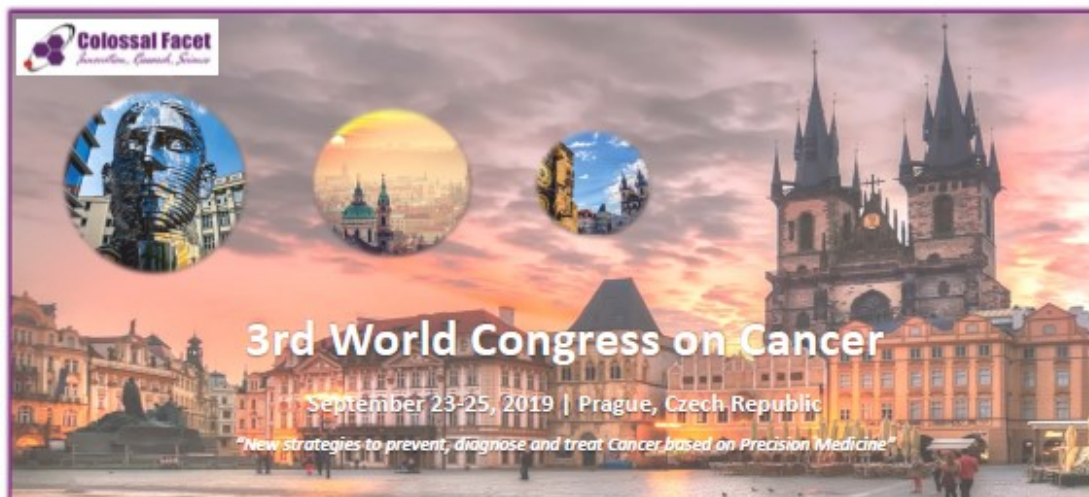 Colossal Facet
Innovation, Research, Science
3rd World Congress on Cancer
September 23-25, 2019 | Prague, Czech Republic
"New strategies to prevent, diagnose and treat Cancer based on Precision Medicine"